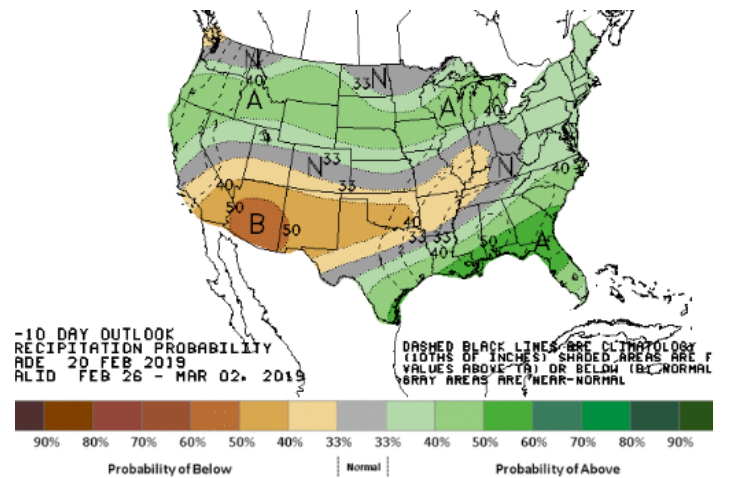 N
N
40
33
A
A
40
N
33
N
33
40
40
50
B
50
40
33
33
40
50
A
-10 DAY OUTLOOK
RECIPITATION PROBABILITY
ADE 20 FEB 2019
ALID FEB 26 - MAR 02, 2019
DASHED BLACK LINES ARE CLIMATOLOGY
(10THS OF INCHES) SHADED AREAS ARE F
VALUES ABOVE (A) OR BELOW (B) NORMAL
GRAY AREAS ARE NEAR-NORMAL
90% 80% 70% 60% 50% 40% 33% 33% 40% 50% 60% 70% 80% 90%
Probability of Below Normal Probability of Above